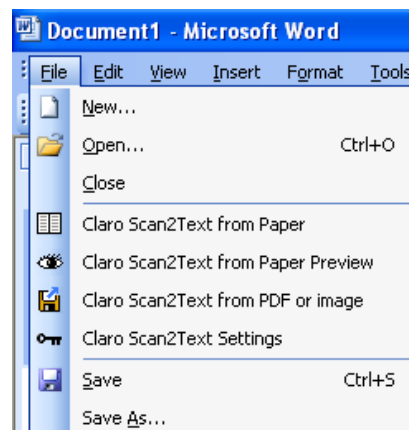 Document1 - Microsoft Word
File Edit View Insert Format Tools
New...
Open... Ctrl+O
Close
Claro Scan2Text from Paper
Claro Scan2Text from Paper Preview
Claro Scan2Text from PDF or image
Claro Scan2Text Settings
Save Ctrl+S
Save As...